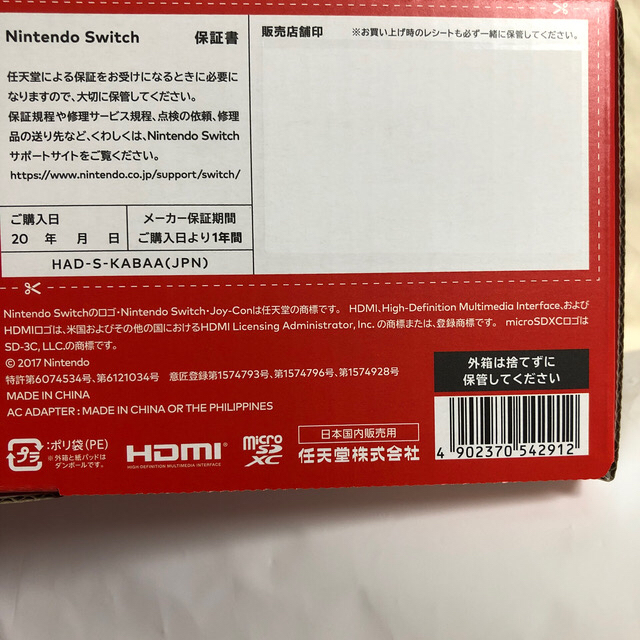 Nintendo Switch 保証書
任天堂による保証をお受けになるときに必要に
なりますので、大切に保管してください。
保証規程や修理サービス規程、点検の依頼、修理
品の送り先など、くわしくは、Nintendo Switch
サポートサイトをご覧ください。
https://www.nintendo.co.jp/support/switch/
ご購入日 メーカー保証期間
20 年 月 日 ご購入日より1年間
HAD-S-KABAA(JPN)
販売店舗印 ※お買い上げ時のレシートも必ず一緒に保管してください。
Nintendo Switchのロゴ・Nintendo Switch・Joy-Conは任天堂の商標です。 HDMI、High-Definition Multimedia Interface、および
HDMIロゴは、米国およびその他の国におけるHDMI Licensing Administrator, Inc. の商標または、登録商標です。 microSDXCロゴは
SD-3C, LLC.の商標です。
© 2017 Nintendo
特許第6074534号、第6121034号 意匠登録第1574793号、第1574796号、第1574928号
MADE IN CHINA
AC ADAPTER : MADE IN CHINA OR THE PHILIPPINES
プラ :ポリ袋(PE)
※外箱と紙パッドは
ダンボールです。
HDMI®
HIGH-DEFINITION MULTIMEDIA INTERFACE
micro
SD
XC
日本国内販売用
任天堂株式会社
外箱は捨てずに
保管してください
4 902370 542912